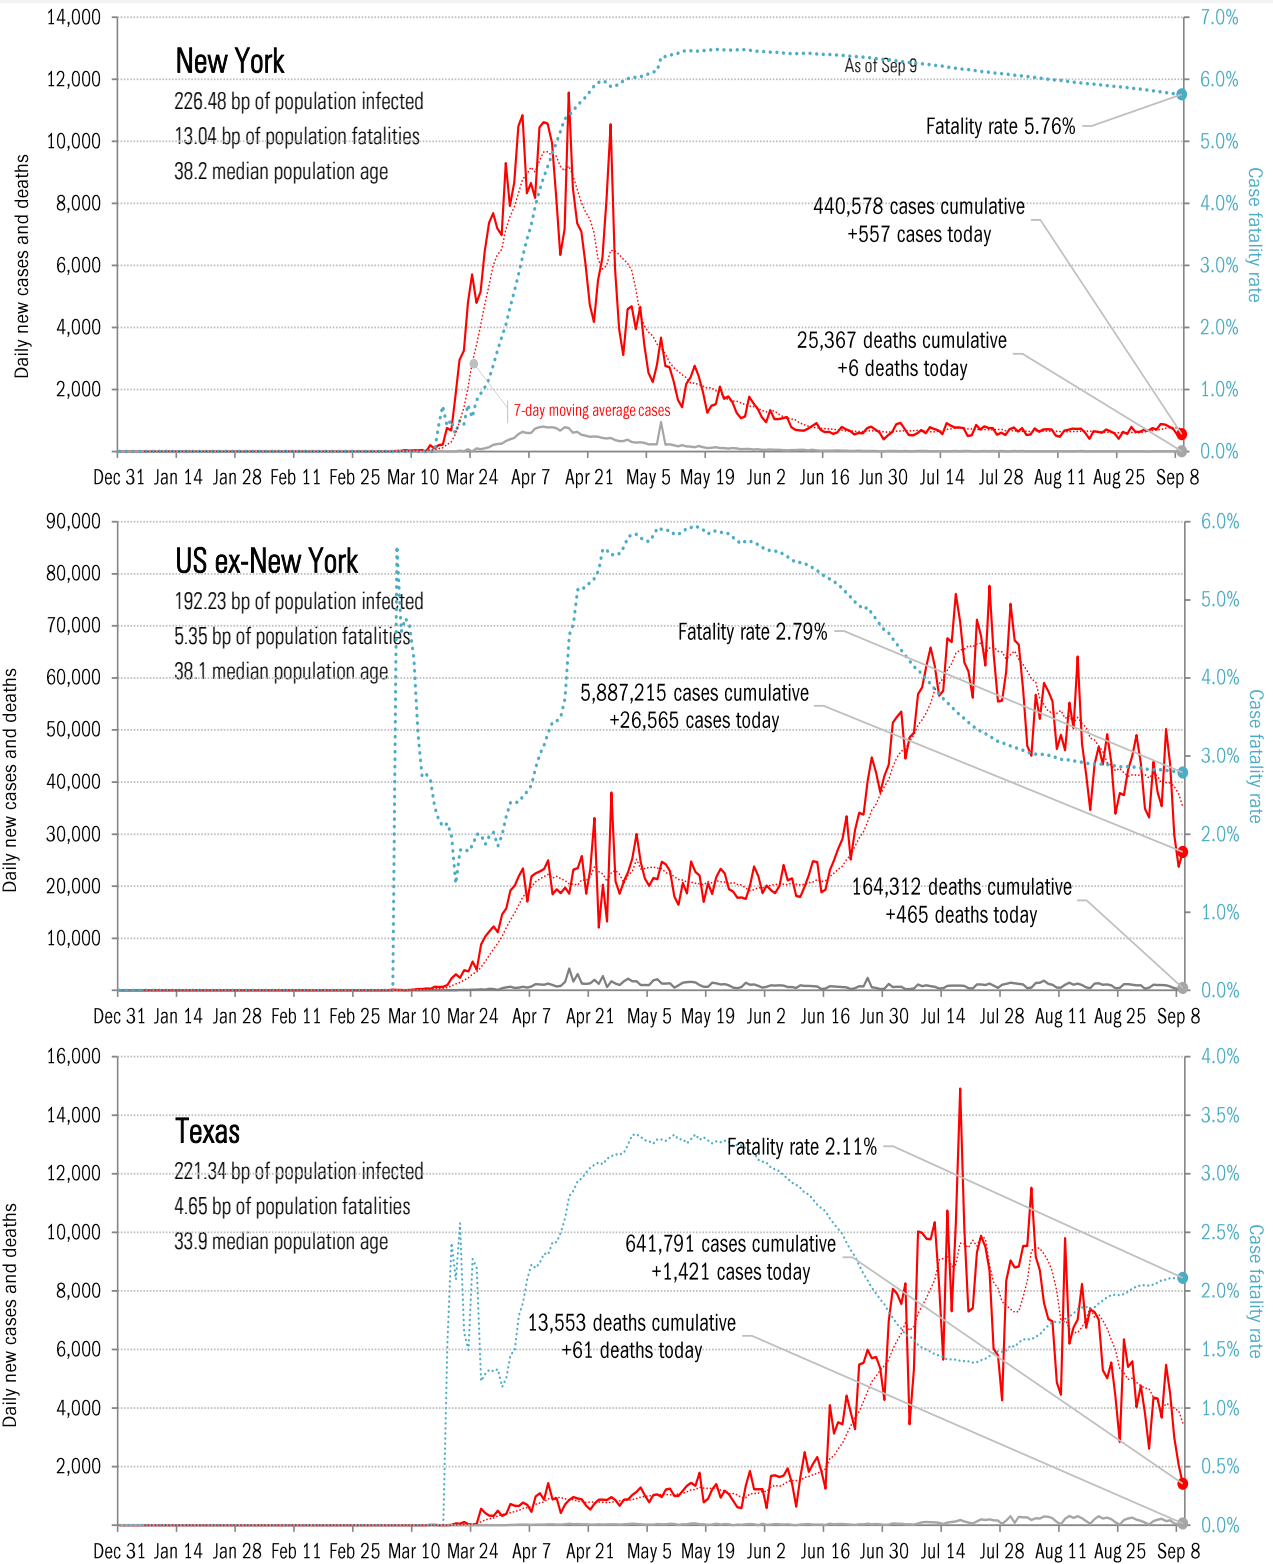 14,000
12,000
10,000
8,000
6,000
4,000
2,000
Daily new cases and deaths
New York
226.48 bp of population infected
13.04 bp of population fatalities
38.2 median population age
As of Sep 9
Fatality rate 5.76%
440,578 cases cumulative
+557 cases today
25,367 deaths cumulative
+6 deaths today
7-day moving average cases
7.0%
6.0%
5.0%
4.0%
3.0%
2.0%
1.0%
0.0%
Case fatality rate
Dec 31 Jan 14 Jan 28 Feb 11 Feb 25 Mar 10 Mar 24 Apr 7 Apr 21 May 5 May 19 Jun 2 Jun 16 Jun 30 Jul 14 Jul 28 Aug 11 Aug 25 Sep 8
90,000
80,000
70,000
60,000
50,000
40,000
30,000
20,000
10,000
Daily new cases and deaths
US ex-New York
192.23 bp of population infected
5.35 bp of population fatalities
38.1 median population age
Fatality rate 2.79%
5,887,215 cases cumulative
+26,565 cases today
164,312 deaths cumulative
+465 deaths today
6.0%
5.0%
4.0%
3.0%
2.0%
1.0%
0.0%
Case fatality rate
Dec 31 Jan 14 Jan 28 Feb 11 Feb 25 Mar 10 Mar 24 Apr 7 Apr 21 May 5 May 19 Jun 2 Jun 16 Jun 30 Jul 14 Jul 28 Aug 11 Aug 25 Sep 8
16,000
14,000
12,000
10,000
8,000
6,000
4,000
2,000
Daily new cases and deaths
Texas
221.34 bp of population infected
4.65 bp of population fatalities
33.9 median population age
Fatality rate 2.11%
641,791 cases cumulative
+1,421 cases today
13,553 deaths cumulative
+61 deaths today
4.0%
3.5%
3.0%
2.5%
2.0%
1.5%
1.0%
0.5%
0.0%
Case fatality rate
Dec 31 Jan 14 Jan 28 Feb 11 Feb 25 Mar 10 Mar 24 Apr 7 Apr 21 May 5 May 19 Jun 2 Jun 16 Jun 30 Jul 14 Jul 28 Aug 11 Aug 25 Sep 8